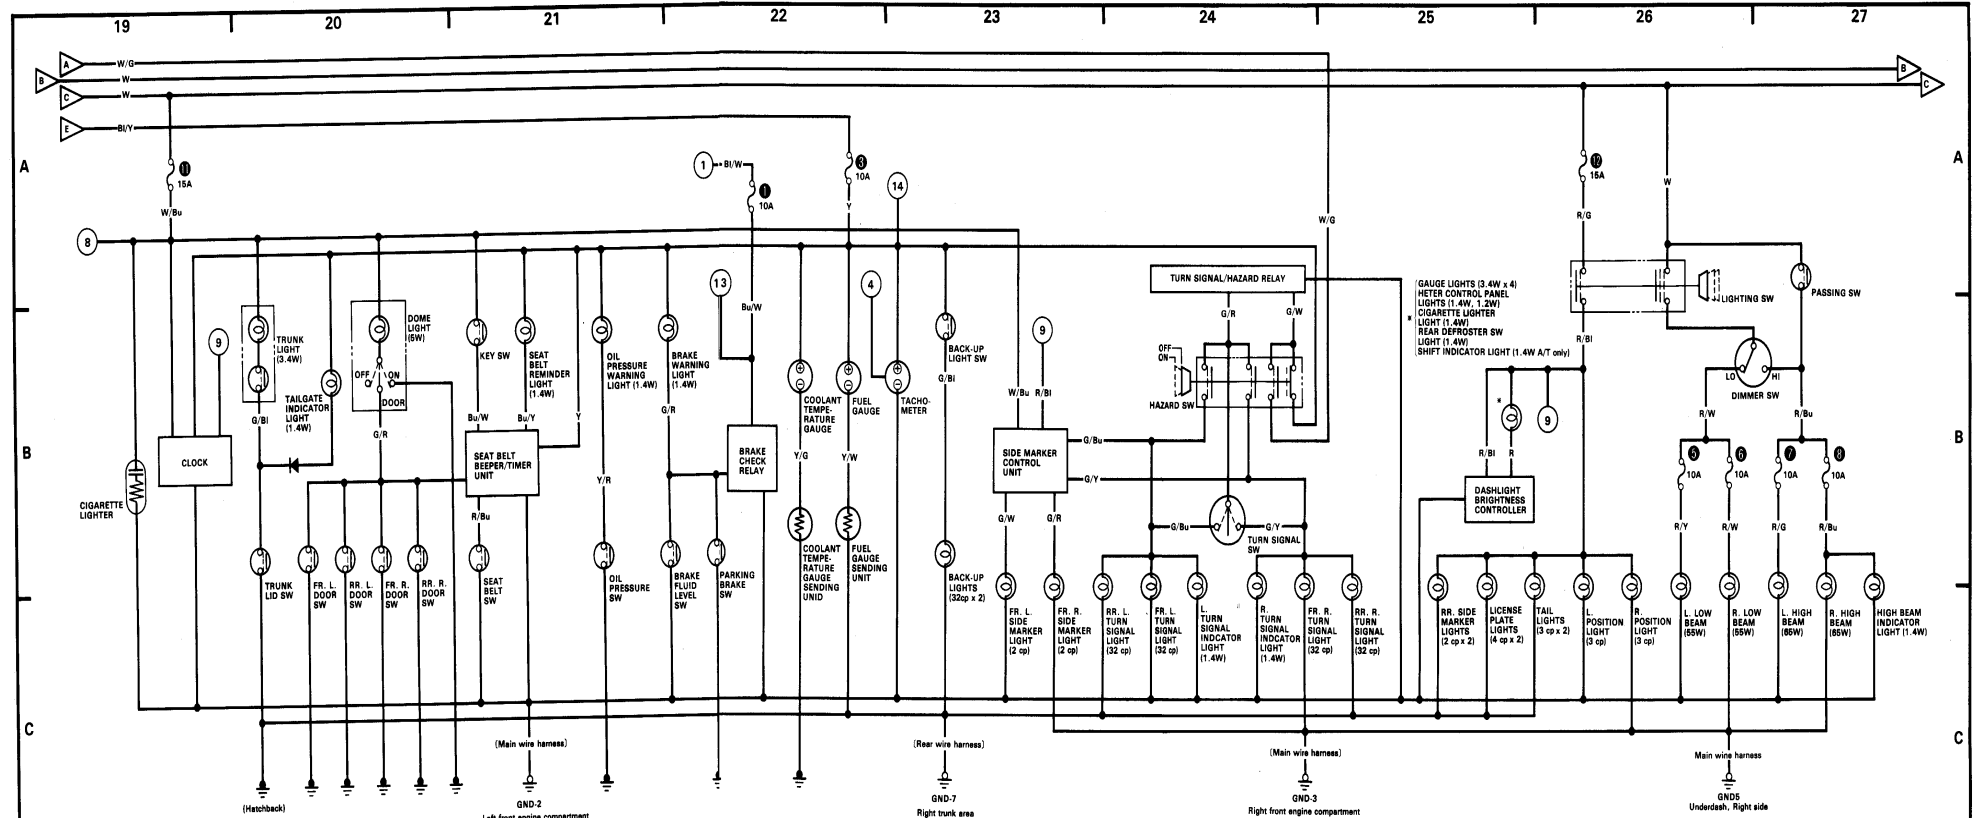 19 20 21 22 23 24 25 26 27
A W/G
B W B
C W C
E Bl/Y
A A
11
15A
W/Bu
1 Bl/W
1
10A
3
10A
Y
14
12
15A
R/G
W
W/G
8
13
4
9
9
Bu/W
TURN SIGNAL/HAZARD RELAY
G/R G/W
OFF
ON
HAZARD SW
* GAUGE LIGHTS (3.4W x 4)
HETER CONTROL PANEL
LIGHTS (1.4W, 1.2W)
CIGARETTE LIGHTER
LIGHT (1.4W)
REAR DEFROSTER SW
LIGHT (1.4W)
SHIFT INDICATOR LIGHT (1.4W A/T only)
LIGHTING SW
PASSING SW
R/Bl
LO HI
DIMMER SW
R/W R/Bu
TRUNK
LIGHT
(3.4W)
G/Bl
TAILGATE
INDICATOR
LIGHT
(1.4W)
DOME
LIGHT
(5W)
OFF ON
DOOR
G/R
KEY SW
Bu/W
SEAT
BELT
REMINDER
LIGHT
(1.4W)
Bu/Y
Y
OIL
PRESSURE
WARNING
LIGHT (1.4W)
Y/R
BRAKE
WARNING
LIGHT
(1.4W)
G/R
COOLANT
TEMPE-
RATURE
GAUGE
Y/G
FUEL
GAUGE
Y/W
TACHO-
METER
BACK-UP
LIGHT SW
G/Bl
W/Bu R/Bl
B B
CIGARETTE
LIGHTER
CLOCK
SEAT BELT
BEEPER/TIMER
UNIT
R/Bu
BRAKE
CHECK
RELAY
SIDE MARKER
CONTROL
UNIT
G/Bu
G/Y
G/W G/R
G/Bu G/Y
TURN SIGNAL
SW
*
9
R/Bl R
DASHLIGHT
BRIGHTNESS
CONTROLLER
5
10A
6
10A
7
10A
8
10A
R/Y R/W R/G R/Bu
TRUNK
LID SW
FR. L.
DOOR
SW
RR. L.
DOOR
SW
FR. R.
DOOR
SW
RR. R.
DOOR
SW
SEAT
BELT
SW
OIL
PRESSURE
SW
BRAKE
FLUID
LEVEL
SW
PARKING
BRAKE
SW
COOLANT
TEMPE-
RATURE
GAUGE
SENDING
UNID
FUEL
GAUGE
SENDING
UNIT
BACK-UP
LIGHTS
(32cp x 2)
FR. L.
SIDE
MARKER
LIGHT
(2 cp)
FR. R.
SIDE
MARKER
LIGHT
(2 cp)
RR. L.
TURN
SIGNAL
LIGHT
(32 cp)
FR. L.
TURN
SIGNAL
LIGHT
(32 cp)
L.
TURN
SIGNAL
INDCATOR
LIGHT
(1.4W)
R.
TURN
SIGNAL
INDCATOR
LIGHT
(1.4W)
FR. R.
TURN
SIGNAL
LIGHT
(32 cp)
RR. R.
TURN
SIGNAL
LIGHT
(32 cp)
RR. SIDE
MARKER
LIGHTS
(2 cp x 2)
LICENSE
PLATE
LIGHTS
(4 cp x 2)
TAIL
LIGHTS
(3 cp x 2)
L.
POSITION
LIGHT
(3 cp)
R.
POSITION
LIGHT
(3 cp)
L. LOW
BEAM
(55W)
R. LOW
BEAM
(55W)
L. HIGH
BEAM
(65W)
R. HIGH
BEAM
(65W)
HIGH BEAM
INDICATOR
LIGHT (1.4W)
C C
(Hatchback)
(Main wire harness)
GND-2
Left front engine compartment
(Rear wire harness)
GND-7
Right trunk area
(Main wire harness)
GND-3
Right front engine compartment
Main wire harness
GND5
Underdash, Right side